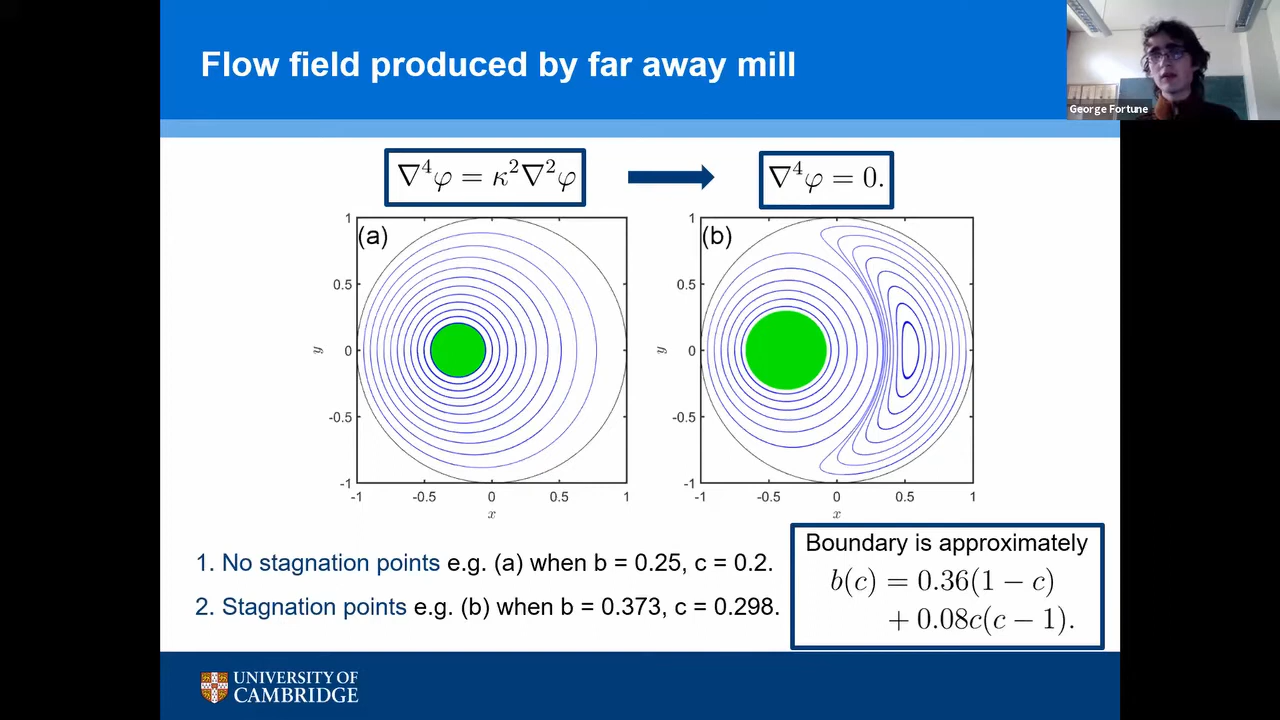 Flow field produced by far away mill
George Fortune
∇⁴φ = κ²∇²φ
∇⁴φ = 0.
(a)
1
0.5
0
-0.5
-1
y
-1 -0.5 0 0.5 1
x
(b)
1
0.5
0
-0.5
-1
y
-1 -0.5 0 0.5 1
x
1. No stagnation points e.g. (a) when b = 0.25, c = 0.2.
2. Stagnation points e.g. (b) when b = 0.373, c = 0.298.
Boundary is approximately
b(c) = 0.36(1 − c)
+ 0.08c(c − 1).
UNIVERSITY OF
CAMBRIDGE